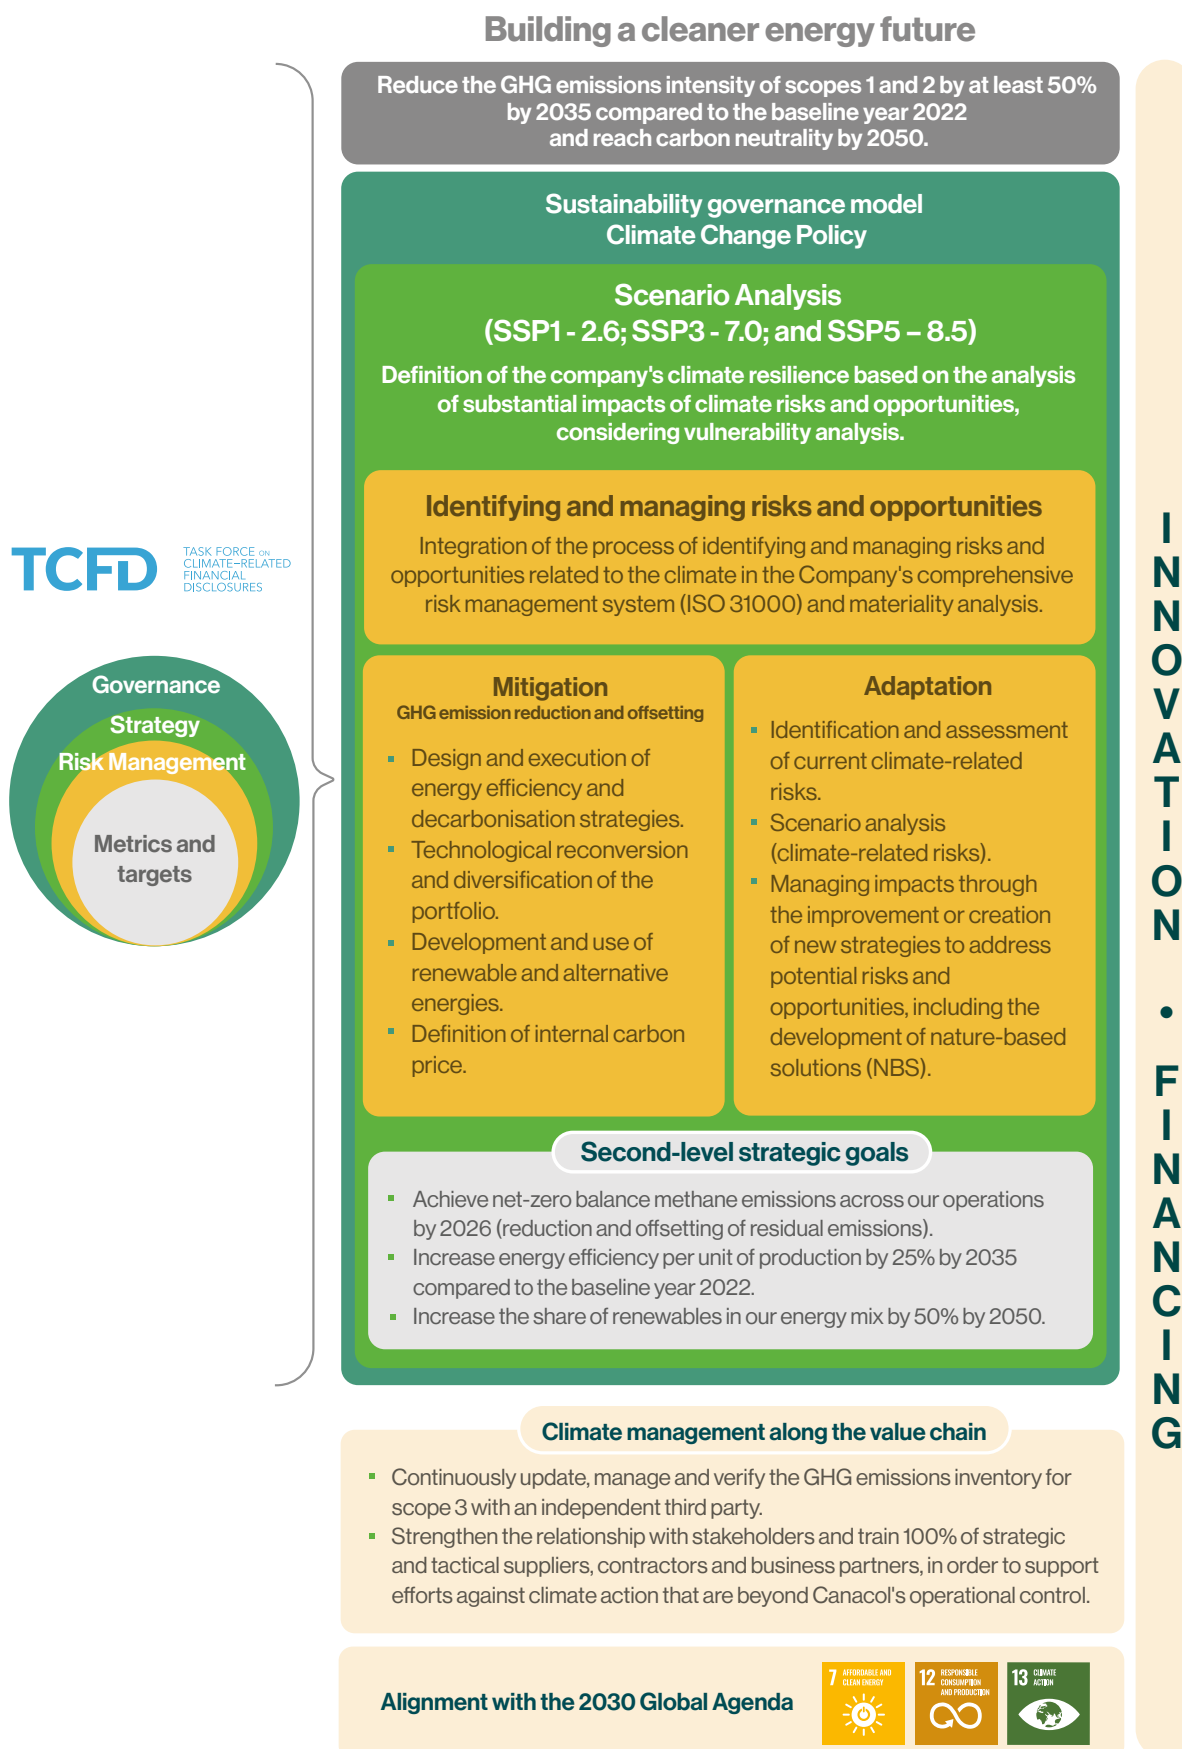 Building a cleaner energy future
Reduce the GHG emissions intensity of scopes 1 and 2 by at least 50%
by 2035 compared to the baseline year 2022
and reach carbon neutrality by 2050.
Sustainability governance model
Climate Change Policy
Scenario Analysis
(SSP1 - 2.6; SSP3 - 7.0; and SSP5 – 8.5)
Definition of the company's climate resilience based on the analysis
of substantial impacts of climate risks and opportunities,
considering vulnerability analysis.
Identifying and managing risks and opportunities
Integration of the process of identifying and managing risks and
opportunities related to the climate in the Company's comprehensive
risk management system (ISO 31000) and materiality analysis.
TCFD
TASK FORCE ON
CLIMATE-RELATED
FINANCIAL
DISCLOSURES
Governance
Strategy
Risk Management
Metrics and
targets
Mitigation
GHG emission reduction and offsetting
Design and execution of
energy efficiency and
decarbonisation strategies.
Technological reconversion
and diversification of the
portfolio.
Development and use of
renewable and alternative
energies.
Definition of internal carbon
price.
Adaptation
Identification and assessment
of current climate-related
risks.
Scenario analysis
(climate-related risks).
Managing impacts through
the improvement or creation
of new strategies to address
potential risks and
opportunities, including the
development of nature-based
solutions (NBS).
Second-level strategic goals
Achieve net-zero balance methane emissions across our operations
by 2026 (reduction and offsetting of residual emissions).
Increase energy efficiency per unit of production by 25% by 2035
compared to the baseline year 2022.
Increase the share of renewables in our energy mix by 50% by 2050.
Climate management along the value chain
Continuously update, manage and verify the GHG emissions inventory for
scope 3 with an independent third party.
Strengthen the relationship with stakeholders and train 100% of strategic
and tactical suppliers, contractors and business partners, in order to support
efforts against climate action that are beyond Canacol's operational control.
Alignment with the 2030 Global Agenda
7 AFFORDABLE AND
CLEAN ENERGY
12 RESPONSIBLE
CONSUMPTION
AND PRODUCTION
13 CLIMATE
ACTION
INNOVATION • FINANCING